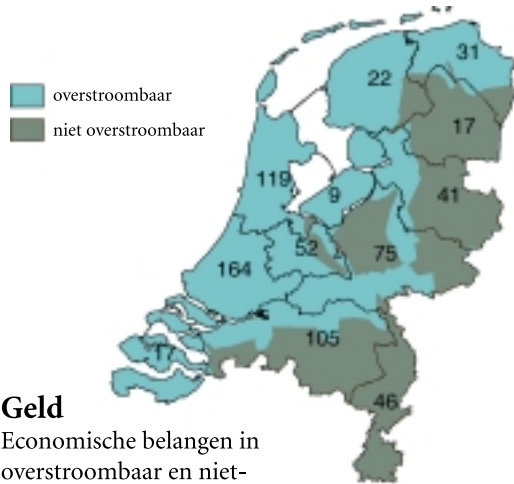 31
22
overstroombaar
niet overstroombaar
17
119
9
41
52
75
164
105
17
46
Geld
Economische belangen in
overstroombaar en niet-